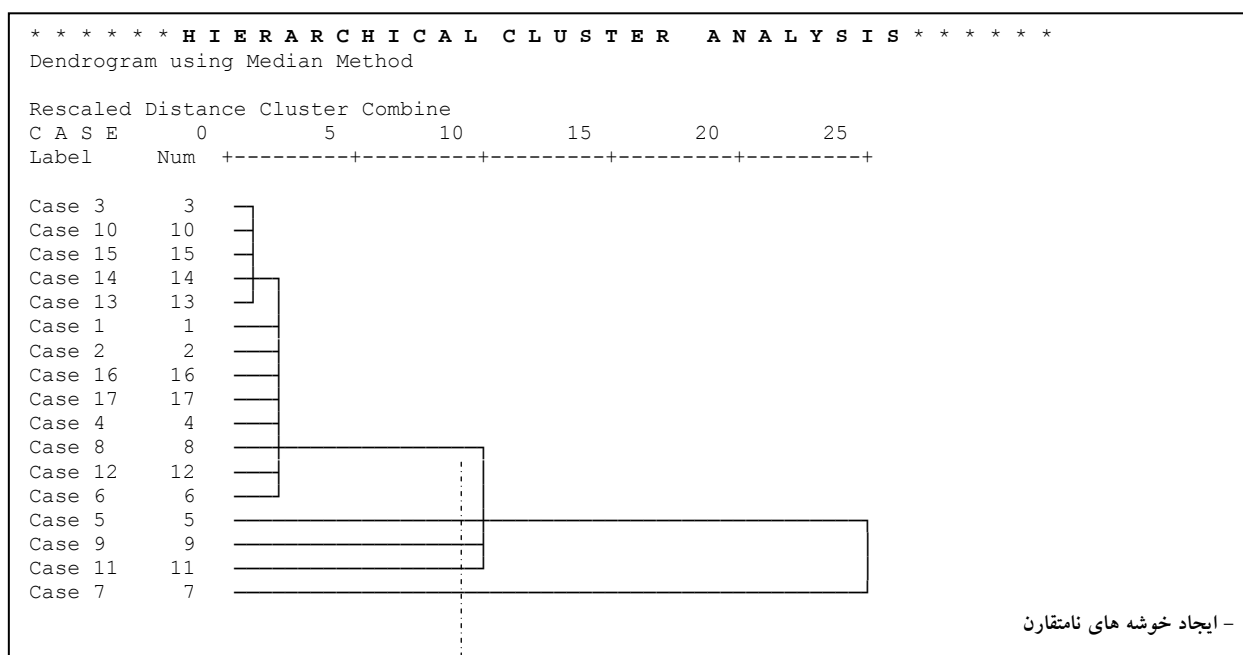 * * * * * * H I E R A R C H I C A L  C L U S T E R  A N A L Y S I S * * * * * *
Dendrogram using Median Method
Rescaled Distance Cluster Combine
C A S E 0 5 10 15 20 25
Label Num +---------+---------+---------+---------+---------+
Case 3 3
Case 10 10
Case 15 15
Case 14 14
Case 13 13
Case 1 1
Case 2 2
Case 16 16
Case 17 17
Case 4 4
Case 8 8
Case 12 12
Case 6 6
Case 5 5
Case 9 9
Case 11 11
Case 7 7
- ایجاد خوشه های نامتقارن